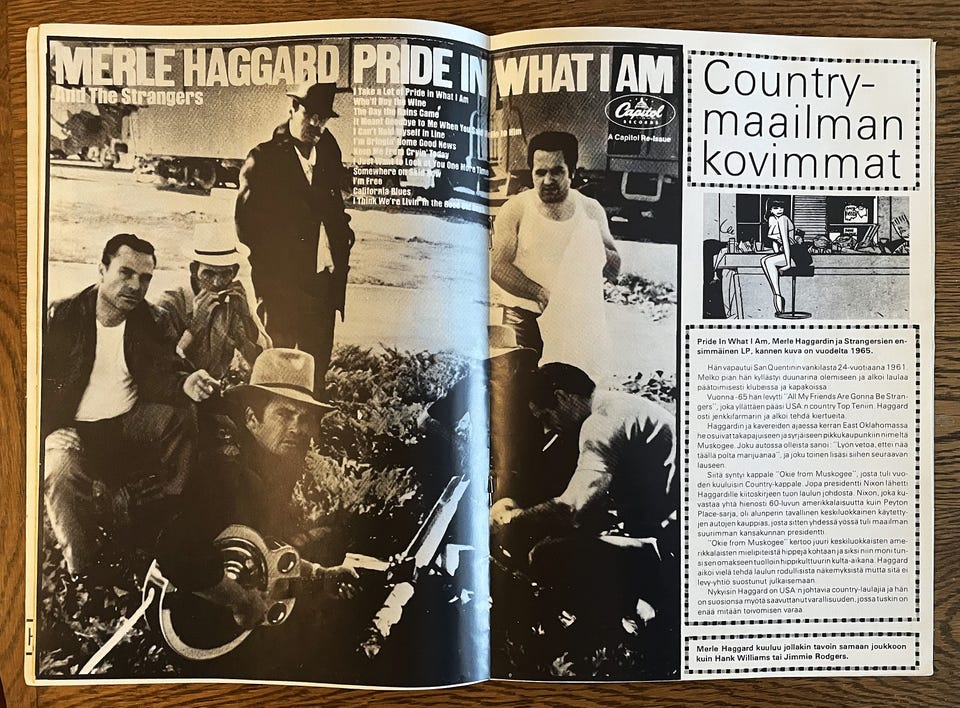 MERLE HAGGARD PRIDE IN WHAT I AM
And The Strangers
I Take a Lot of Pride in What I Am
Who'll Buy the Wine
The Day the Rains Came
It Meant Goodbye to Me When You Said Hello to Him
I Can't Hold Myself In Line
I'm Bringin' Home Good News
Keep Me From Cryin' Today
I Just Want to Look at You One More Time
Somewhere on Skid Row
I'm Free
California Blues
I Think We're Livin' in the Good Old
Capitol
RECORDS
A Capitol Re-Issue
Country-
maailman
kovimmat
Pride In What I Am, Merle Haggardin ja Strangersien en-
simmäinen LP, kannen kuva on vuodelta 1965.
Hän vapautui San Quentinin vankilasta 24-vuotiaana 1961.
Melko pian hän kyllästyi duunarina olemiseen ja alkoi laulaa
päätoimisesti klubeissa ja kapakoissa.
Vuonna -65 hän levytti "All My Friends Are Gonna Be Stran-
gers", joka yllättäen pääsi USA:n country Top Teniin. Haggard
osti jenkkifarmarin ja alkoi tehdä kiertueita.
Haggardin ja kavereiden ajaessa kerran East Oklahomassa
he osuivat takapajuiseen ja syrjäiseen pikkukaupunkiin nimeltä
Muskogee. Joku autossa olleista sanoi: "Lyön vetoa, ettei nää
täällä polta marijuanaa", ja joku toinen lisäsi siihen seuraavan
lauseen.
Siitä syntyi kappale "Okie from Muskogee", josta tuli vuo-
den kuuluisin Country-kappale. Jopa presidentti Nixon lähetti
Haggardille kiitoskirjeen tuon laulun johdosta. Nixon, joka ku-
vastaa yhtä hienosti 60-luvun amerikkalaisuutta kuin Peyton
Place-sarja, oli alunperin tavallinen keskiluokkainen käytetty-
jen autojen kauppias, josta sitten yhdessä yössä tuli maailman
suurimman kansakunnan presidentti.
"Okie from Muskogee" kertoo juuri keskiluokkaisten ame-
rikkalaisten mielipiteistä hippejä kohtaan ja siksi niin moni tun-
si sen omakseen tuolloin hippikulttuurin kulta-aikana. Haggard
aikoi vielä tehdä laulun rodullisista näkemyksistä mutta sitä ei
levy-yhtiö suostunut julkaisemaan.
Nykyisin Haggard on USA:n johtavia country-laulajia ja hän
on suosionsa myötä saavuttanut varallisuuden, jossa tuskin on
enää mitään toivomisen varaa.
Merle Haggard kuuluu jollakin tavoin samaan joukkoon
kuin Hank Williams tai Jimmie Rodgers.